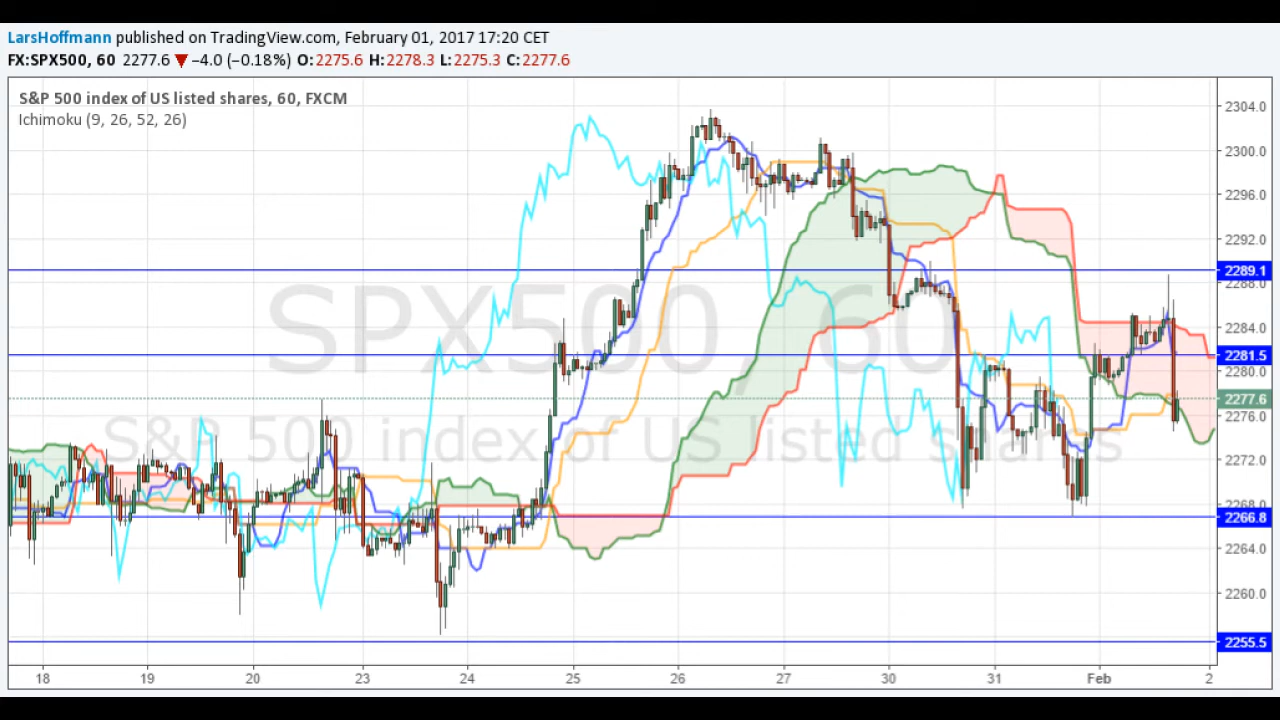 LarsHoffmann published on TradingView.com, February 01, 2017 17:20 CET
FX:SPX500, 60 2277.6 ▼ −4.0 (−0.18%) O:2275.6 H:2278.3 L:2275.3 C:2277.6
S&P 500 index of US listed shares, 60, FXCM
Ichimoku (9, 26, 52, 26)
SPX500, 60
S&P 500 index of US listed shares
2304.0
2300.0
2296.0
2292.0
2289.1
2288.0
2284.0
2281.5
2280.0
2277.6
2276.0
2272.0
2268.0
2266.8
2264.0
2260.0
2255.5
18 19 20 23 24 25 26 27 30 31 Feb 2